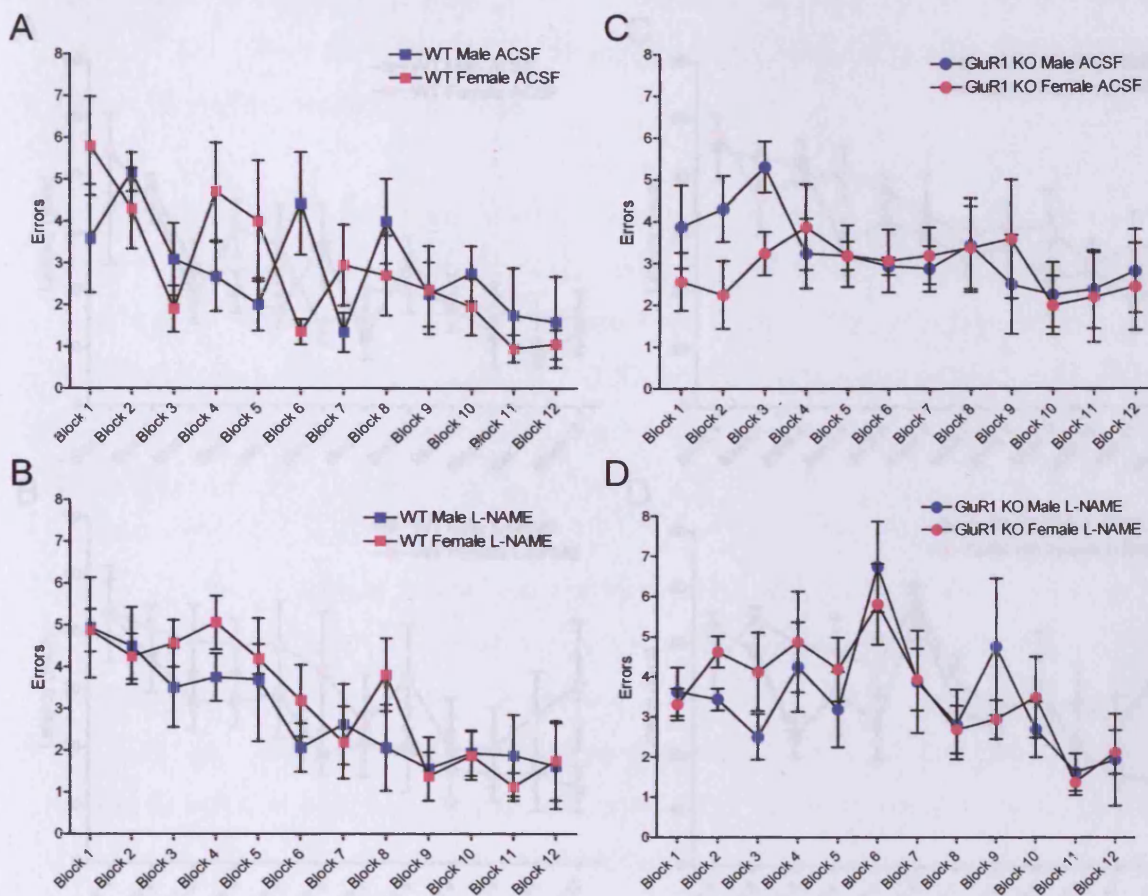 A
8
7
6
5
4
3
2
1
0
Errors
WT Male ACSF
WT Female ACSF
Block 1
Block 2
Block 3
Block 4
Block 5
Block 6
Block 7
Block 8
Block 9
Block 10
Block 11
Block 12
C
8
7
6
5
4
3
2
1
0
Errors
GluR1 KO Male ACSF
GluR1 KO Female ACSF
Block 1
Block 2
Block 3
Block 4
Block 5
Block 6
Block 7
Block 8
Block 9
Block 10
Block 11
Block 12
B
8
7
6
5
4
3
2
1
0
Errors
WT Male L-NAME
WT Female L-NAME
Block 1
Block 2
Block 3
Block 4
Block 5
Block 6
Block 7
Block 8
Block 9
Block 10
Block 11
Block 12
D
8
7
6
5
4
3
2
1
0
Errors
GluR1 KO Male L-NAME
GluR1 KO Female L-NAME
Block 1
Block 2
Block 3
Block 4
Block 5
Block 6
Block 7
Block 8
Block 9
Block 10
Block 11
Block 12